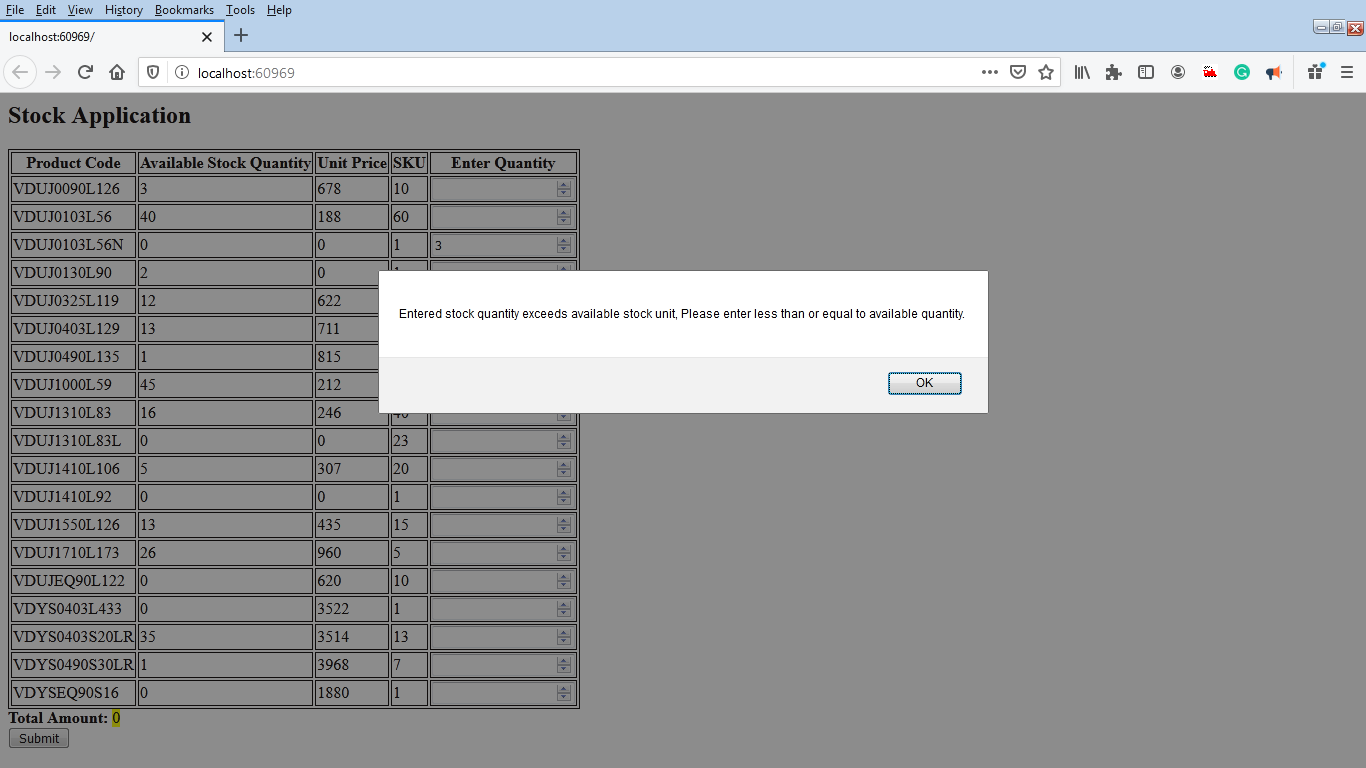 File Edit View History Bookmarks Tools Help
localhost:60969/
localhost:60969
Stock Application
Product Code Available Stock Quantity Unit Price SKU Enter Quantity
VDUJ0090L126 3 678 10
VDUJ0103L56 40 188 60
VDUJ0103L56N 0 0 1 3
VDUJ0130L90 2 0
VDUJ0325L119 12 622
VDUJ0403L129 13 711
VDUJ0490L135 1 815
VDUJ1000L59 45 212
VDUJ1310L83 16 246
VDUJ1310L83L 0 0 23
VDUJ1410L106 5 307 20
VDUJ1410L92 0 0 1
VDUJ1550L126 13 435 15
VDUJ1710L173 26 960 5
VDUJEQ90L122 0 620 10
VDYS0403L433 0 3522 1
VDYS0403S20LR 35 3514 13
VDYS0490S30LR 1 3968 7
VDYSEQ90S16 0 1880 1
Total Amount: 0
Submit
Entered stock quantity exceeds available stock unit, Please enter less than or equal to available quantity.
OK